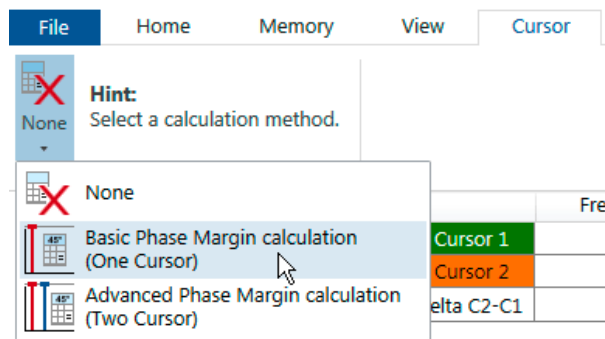 File Home Memory View Cursor
Hint:
None Select a calculation method.
None
Fre
45° Basic Phase Margin calculation
(One Cursor)
Cursor 1
Cursor 2
45° Advanced Phase Margin calculation
(Two Cursor)
elta C2-C1